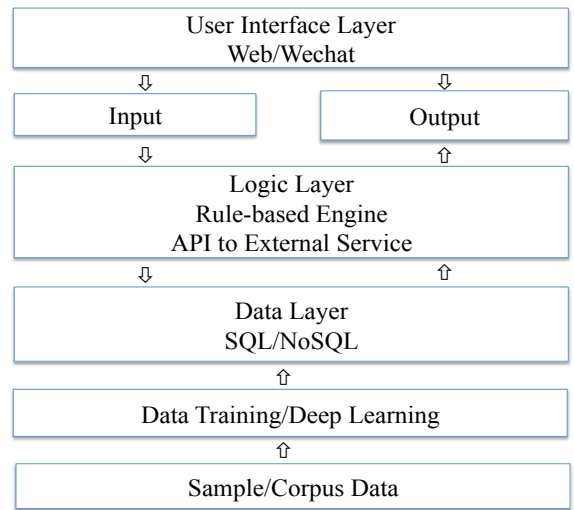 User Interface Layer
Web/Wechat
Input
Output
Logic Layer
Rule-based Engine
API to External Service
Data Layer
SQL/NoSQL
Data Training/Deep Learning
Sample/Corpus Data